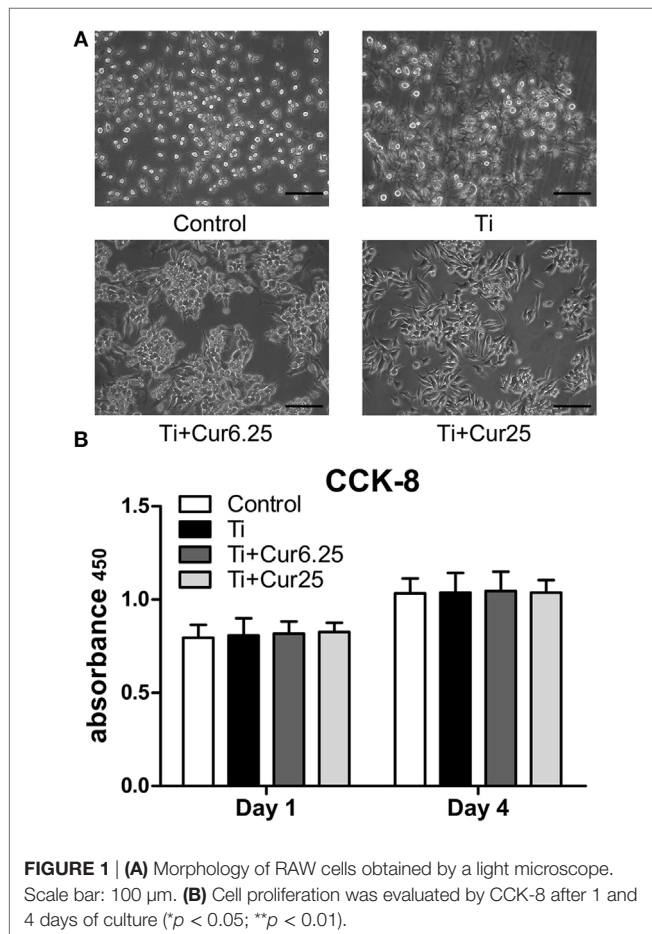 A
Control
Ti
Ti+Cur6.25
Ti+Cur25
B
CCK-8
Control
Ti
Ti+Cur6.25
Ti+Cur25
absorbance 450
1.5
1.0
0.5
0.0
Day 1
Day 4
FIGURE 1 | (A) Morphology of RAW cells obtained by a light microscope.
Scale bar: 100 µm. (B) Cell proliferation was evaluated by CCK-8 after 1 and
4 days of culture (*p < 0.05; **p < 0.01).